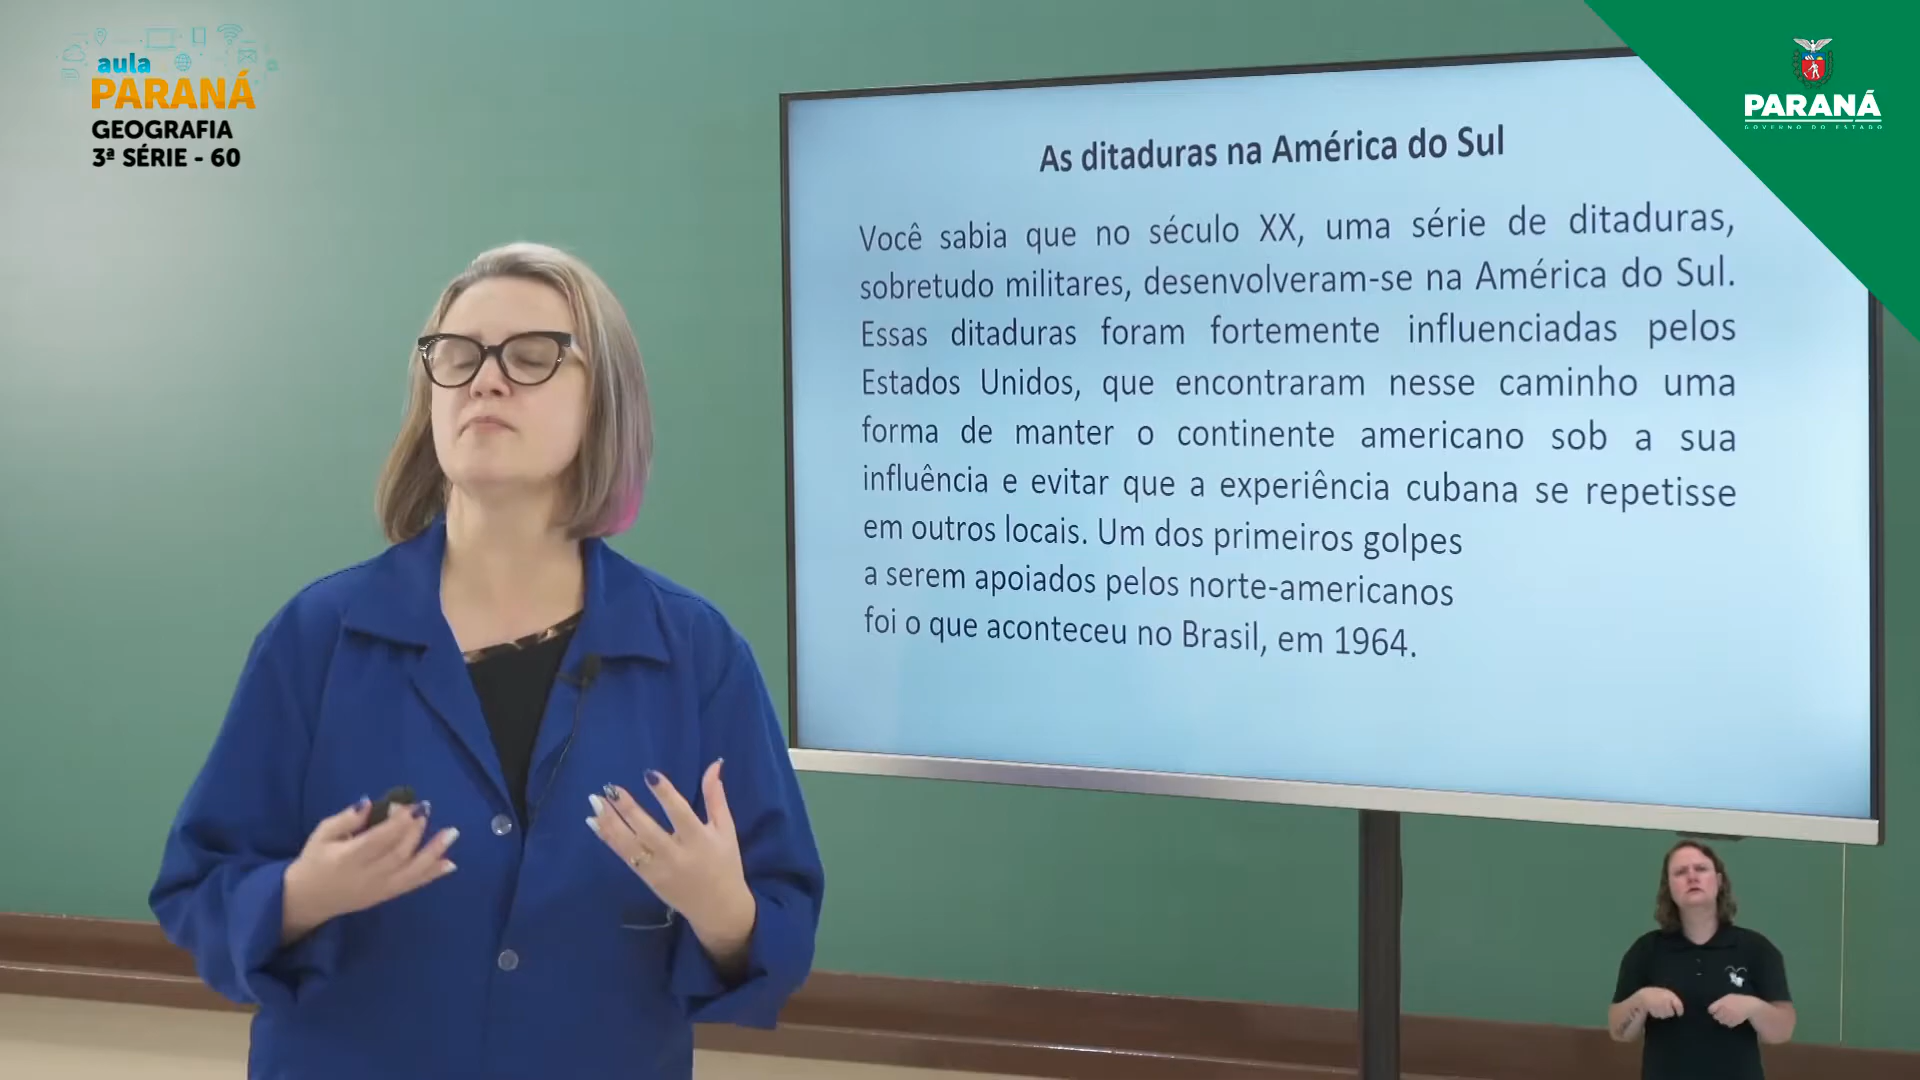 aula
PARANÁ
GEOGRAFIA
3ª SÉRIE - 60
PARANÁ
GOVERNO DO ESTADO
As ditaduras na América do Sul
Você sabia que no século XX, uma série de ditaduras,
sobretudo militares, desenvolveram-se na América do Sul.
Essas ditaduras foram fortemente influenciadas pelos
Estados Unidos, que encontraram nesse caminho uma
forma de manter o continente americano sob a sua
influência e evitar que a experiência cubana se repetisse
em outros locais. Um dos primeiros golpes
a serem apoiados pelos norte-americanos
foi o que aconteceu no Brasil, em 1964.